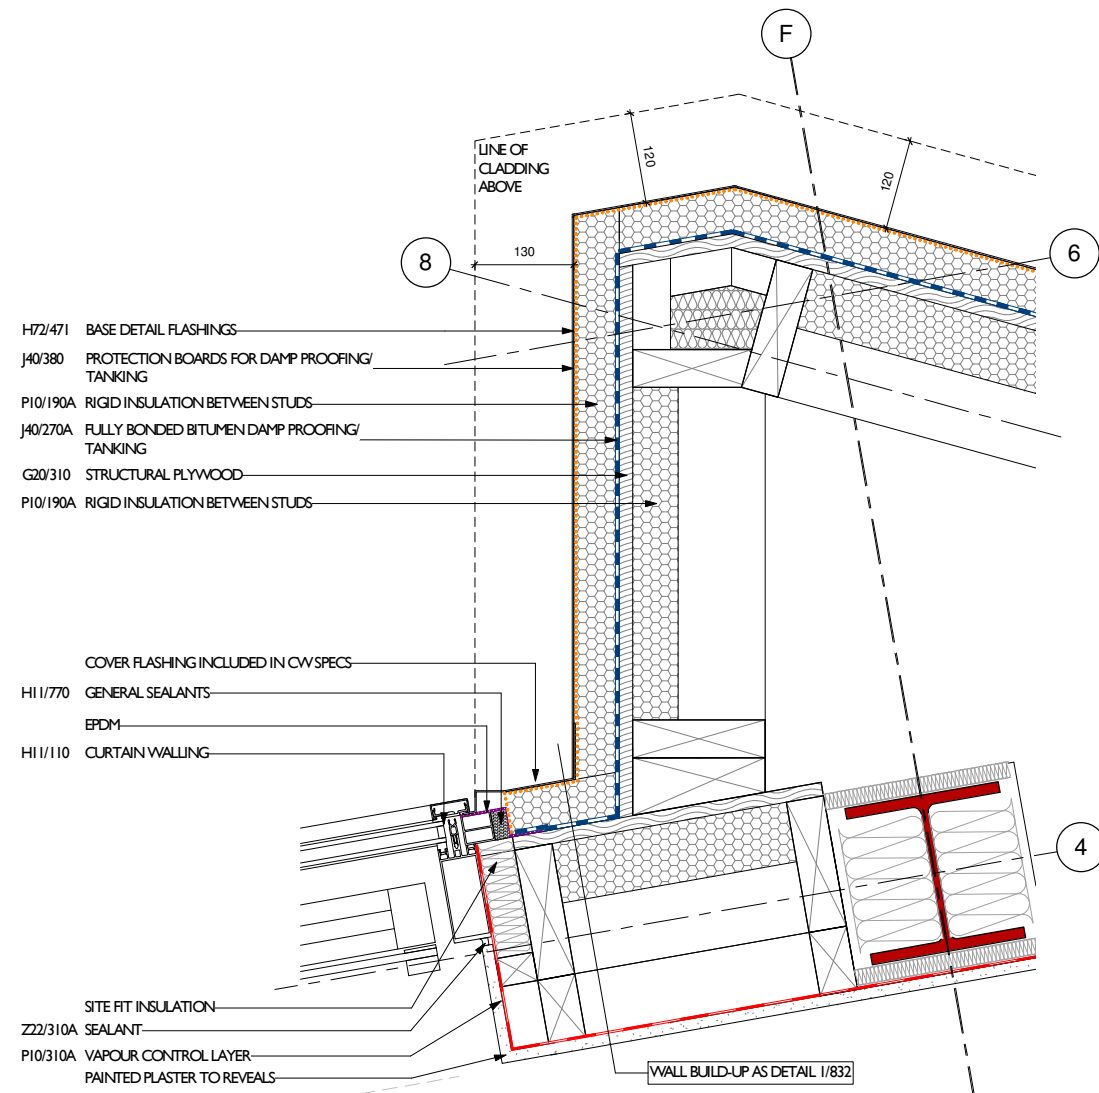 F
LINE OF
CLADDING
ABOVE
120
120
130
8
6
H72/471 BASE DETAIL FLASHINGS
J40/380 PROTECTION BOARDS FOR DAMP PROOFING/
TANKING
P10/190A RIGID INSULATION BETWEEN STUDS
J40/270A FULLY BONDED BITUMEN DAMP PROOFING/
TANKING
G20/310 STRUCTURAL PLYWOOD
P10/190A RIGID INSULATION BETWEEN STUDS
COVER FLASHING INCLUDED IN CW SPECS
H11/770 GENERAL SEALANTS
EPDM
H11/110 CURTAIN WALLING
4
SITE FIT INSULATION
Z22/310A SEALANT
P10/310A VAPOUR CONTROL LAYER
PAINTED PLASTER TO REVEALS
WALL BUILD-UP AS DETAIL 1/832